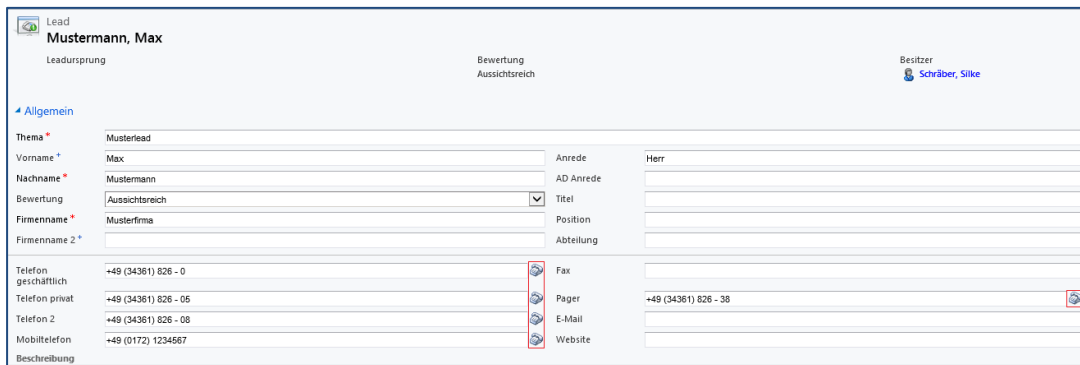 Lead
Mustermann, Max
Leadursprung Bewertung Besitzer
Aussichtsreich Schräber, Silke
Allgemein
Thema * Musterlead
Vorname + Max Anrede Herr
Nachname * Mustermann AD Anrede
Bewertung Aussichtsreich Titel
Firmenname * Musterfirma Position
Firmenname 2 + Abteilung
Telefon geschäftlich +49 (34361) 826 - 0 Fax
Telefon privat +49 (34361) 826 - 05 Pager +49 (34361) 826 - 38
Telefon 2 +49 (34361) 826 - 08 E-Mail
Mobiltelefon +49 (0172) 1234567 Website
Beschreibung